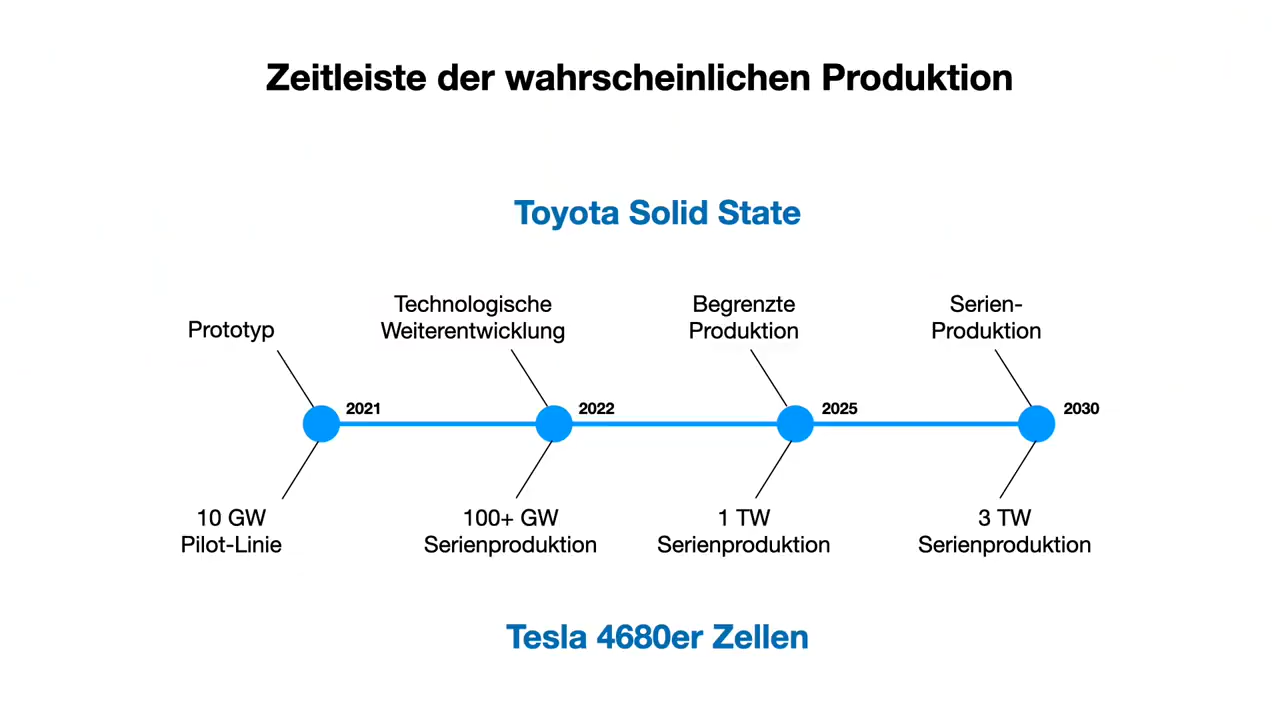 Zeitleiste der wahrscheinlichen Produktion
Toyota Solid State
Prototyp
Technologische
Weiterentwicklung
Begrenzte
Produktion
Serien-
Produktion
2021
2022
2025
2030
10 GW
Pilot-Linie
100+ GW
Serienproduktion
1 TW
Serienproduktion
3 TW
Serienproduktion
Tesla 4680er Zellen